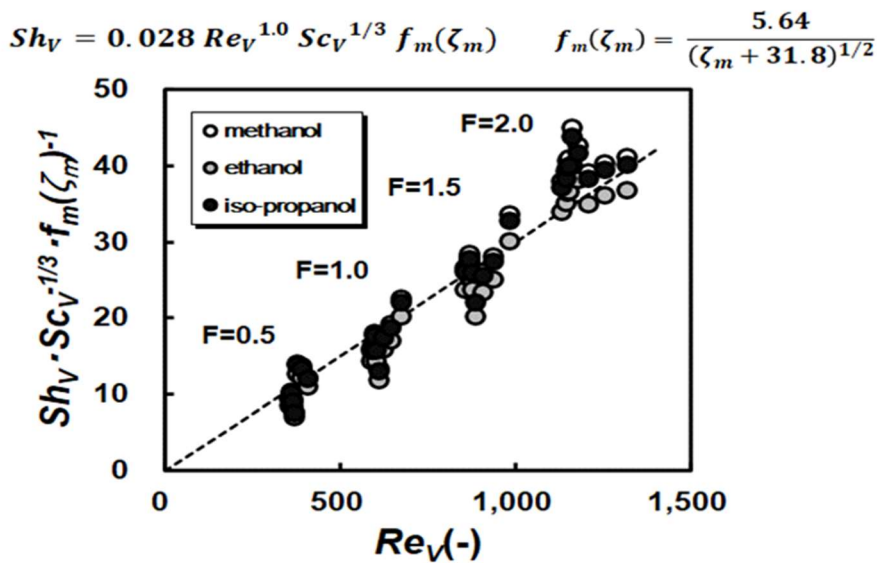 Sh_V = 0.028 Re_V^1.0 Sc_V^1/3 f_m(ζ_m)    f_m(ζ_m) = 5.64 / (ζ_m + 31.8)^1/2
50
40
30
20
10
0
Sh_V · Sc_V^-1/3 · f_m(ζ_m)^-1
methanol
ethanol
iso-propanol
F=2.0
F=1.5
F=1.0
F=0.5
0 500 1,000 1,500
Re_V(-)